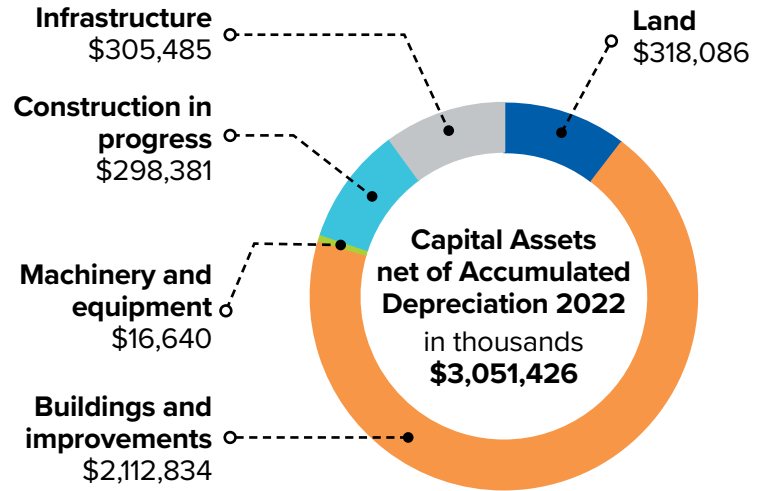 Infrastructure
$305,485
Land
$318,086
Construction in
progress
$298,381
Capital Assets
net of Accumulated
Depreciation 2022
in thousands
$3,051,426
Machinery and
equipment
$16,640
Buildings and
improvements
$2,112,834